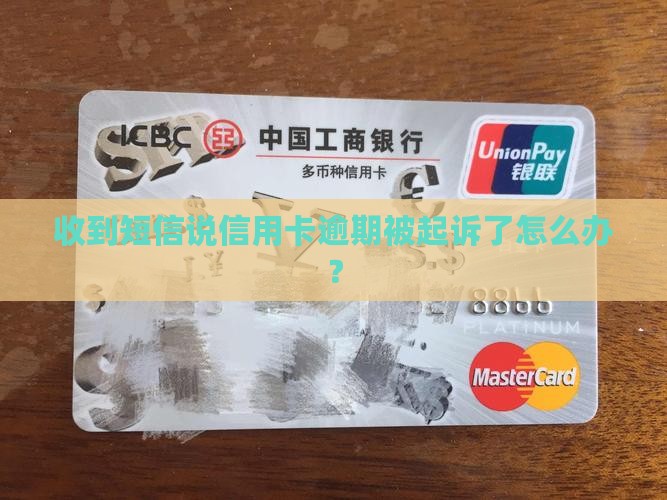 ICBC 中国工商银行
多币种信用卡
UnionPay
银联
收到短信说信用卡逾期被起诉了怎么办
?
8866
PLATINUM
MasterCard